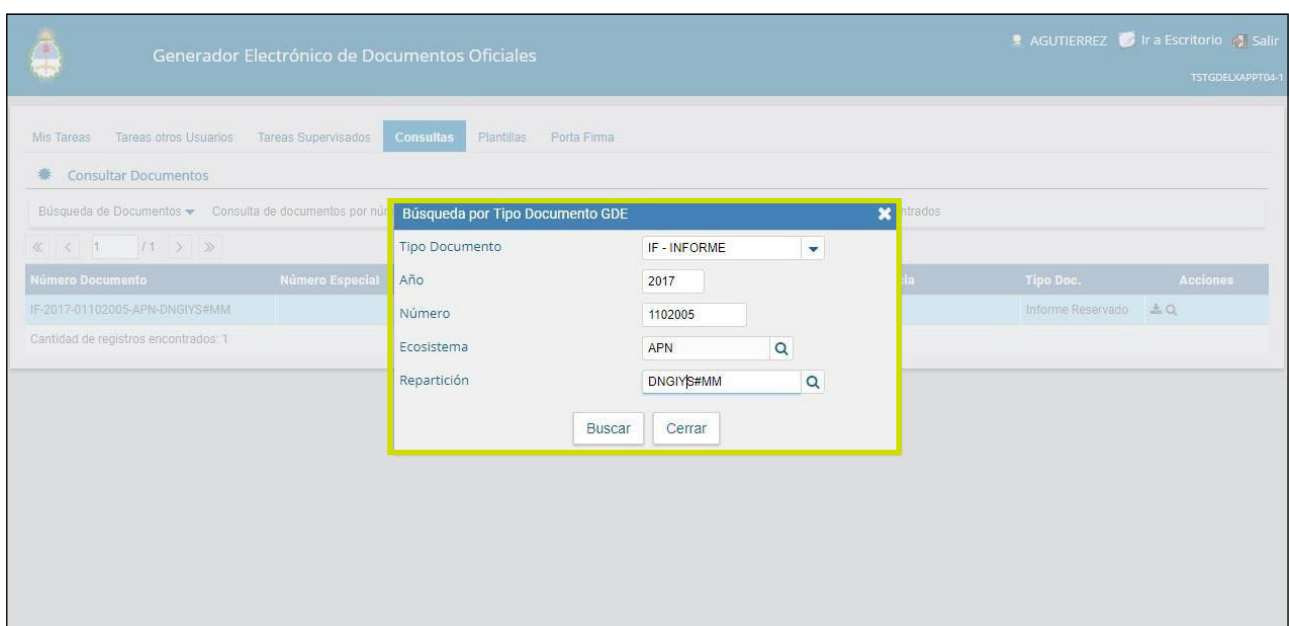 Generador Electrónico de Documentos Oficiales
AGUTIERREZ Ir a Escritorio Salir
TSTGDELXAPPT04-1
Mis Tareas Tareas otros Usuarios Tareas Supervisados Consultas Plantillas Porta Firma
Consultar Documentos
Búsqueda de Documentos Consulta de documentos por núm ntrados
1 / 1
Número Documento Número Especial cia Tipo Doc. Acciones
IF-2017-01102005-APN-DNGIYS#MM Informe Reservado
Cantidad de registros encontrados: 1
Búsqueda por Tipo Documento GDE
Tipo Documento IF - INFORME
Año 2017
Número 1102005
Ecosistema APN
Repartición DNGIYS#MM
Buscar Cerrar